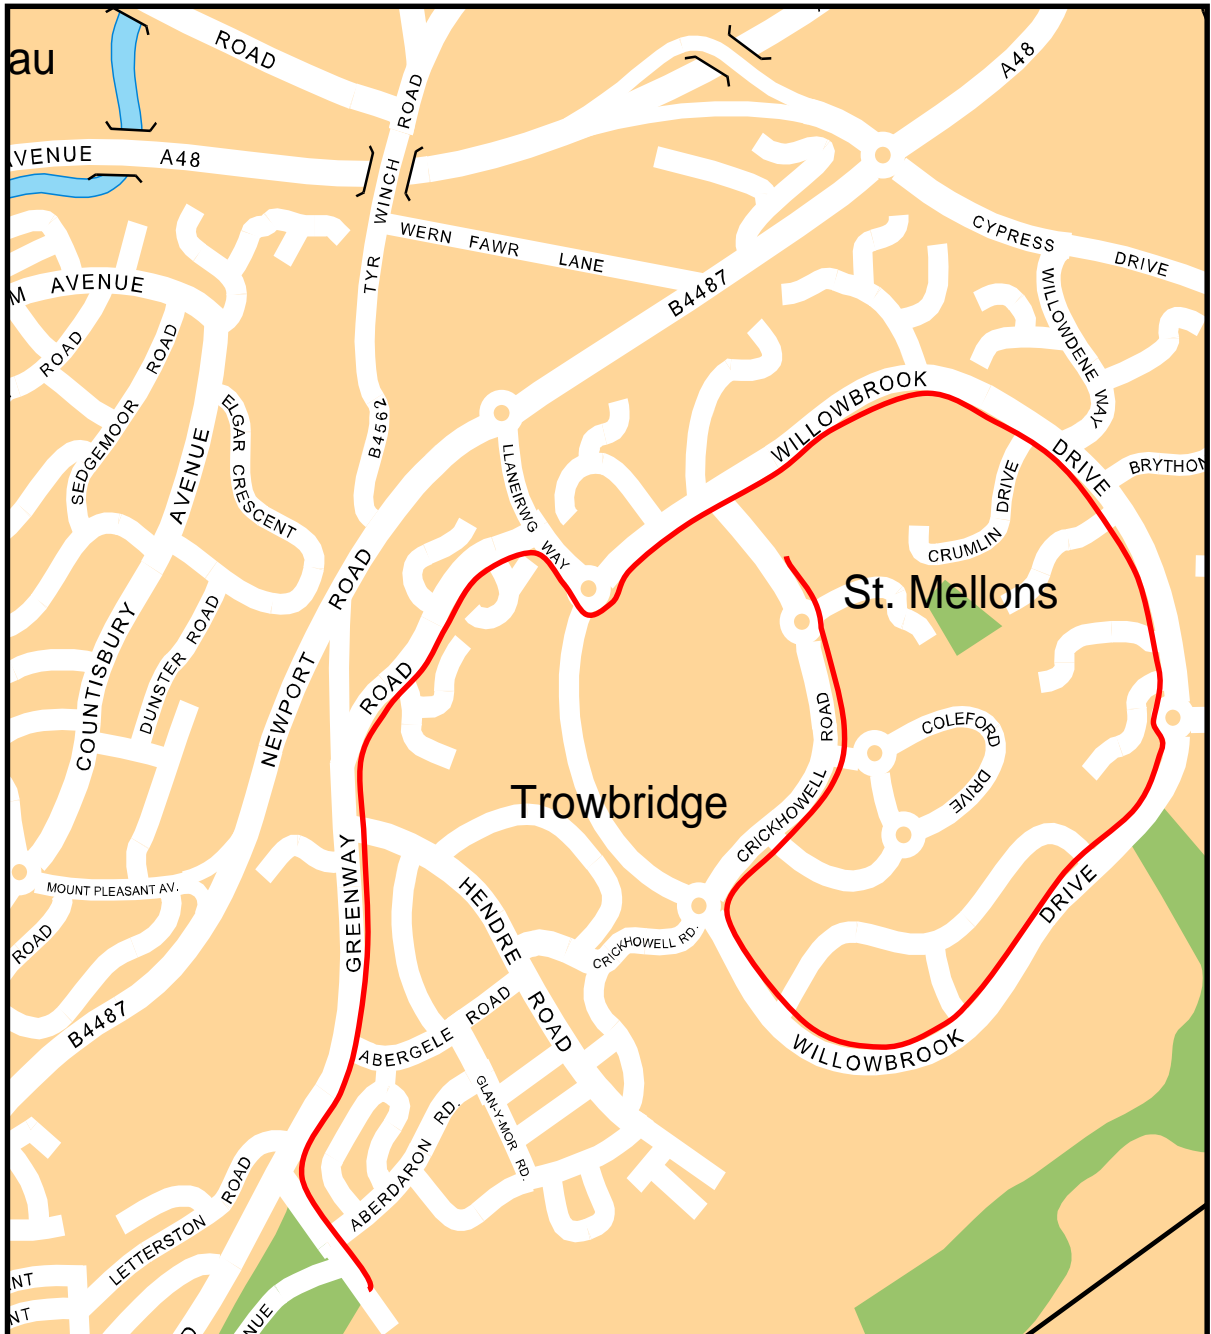 au
ROAD
A48
ROAD
AVENUE A48
WINCH
TYR
WERN FAWR LANE
CYPRESS DRIVE
M AVENUE
B4487
WILLOWDENE WAY
ROAD
ROAD
SEDGEMOOR
ELGAR CRESCENT
AVENUE
B4562
WILLOWBROOK
DRIVE
BRYTHON
LLANEIRWG WAY
DRIVE
CRUMLIN
ROAD
NEWPORT
St. Mellons
COUNTISBURY
DUNSTER ROAD
ROAD
ROAD
COLEFORD
DRIVE
Trowbridge
CRICKHOWELL
GREENWAY
HENDRE
ROAD
MOUNT PLEASANT AV.
DRIVE
ROAD
CRICKHOWELL RD.
B4487
ABERGELE ROAD
WILLOWBROOK
GLAN-Y-MOR RD.
ABERDARON RD.
ROAD
LETTERSTON
NT
NT
NUE